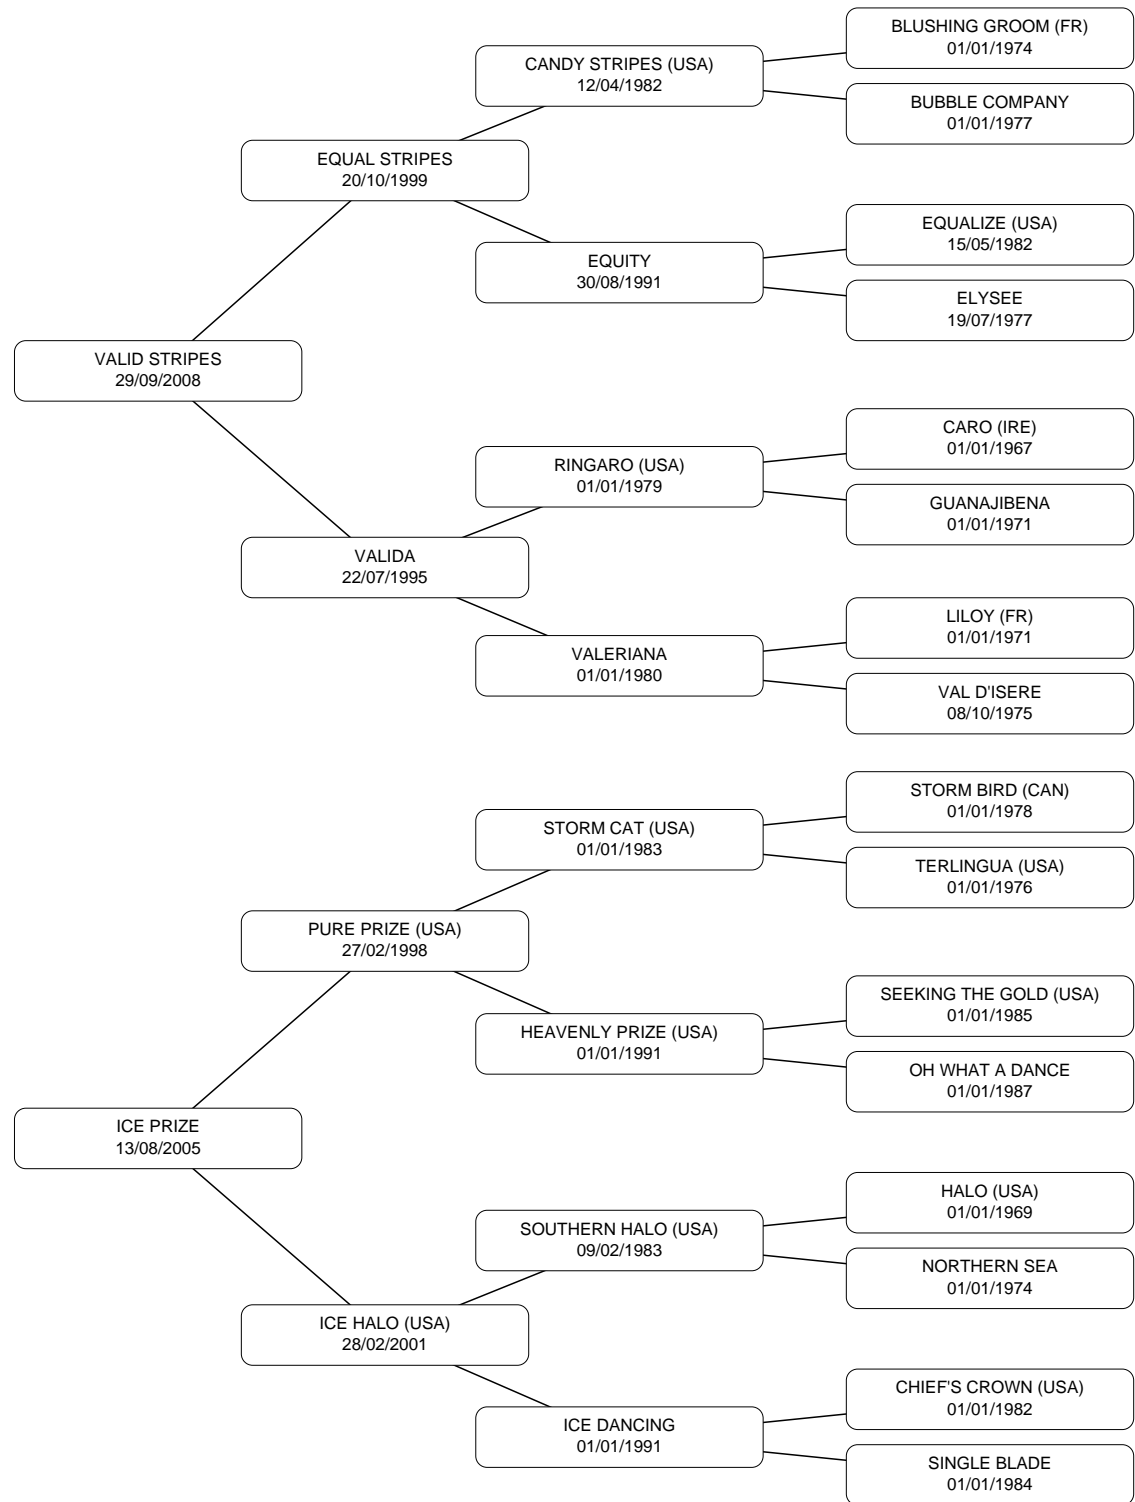 BLUSHING GROOM (FR)
01/01/1974
CANDY STRIPES (USA)
12/04/1982
BUBBLE COMPANY
01/01/1977
EQUAL STRIPES
20/10/1999
EQUALIZE (USA)
15/05/1982
EQUITY
30/08/1991
ELYSEE
19/07/1977
VALID STRIPES
29/09/2008
CARO (IRE)
01/01/1967
RINGARO (USA)
01/01/1979
GUANAJIBENA
01/01/1971
VALIDA
22/07/1995
LILOY (FR)
01/01/1971
VALERIANA
01/01/1980
VAL D'ISERE
08/10/1975
STORM BIRD (CAN)
01/01/1978
STORM CAT (USA)
01/01/1983
TERLINGUA (USA)
01/01/1976
PURE PRIZE (USA)
27/02/1998
SEEKING THE GOLD (USA)
01/01/1985
HEAVENLY PRIZE (USA)
01/01/1991
OH WHAT A DANCE
01/01/1987
ICE PRIZE
13/08/2005
HALO (USA)
01/01/1969
SOUTHERN HALO (USA)
09/02/1983
NORTHERN SEA
01/01/1974
ICE HALO (USA)
28/02/2001
CHIEF'S CROWN (USA)
01/01/1982
ICE DANCING
01/01/1991
SINGLE BLADE
01/01/1984